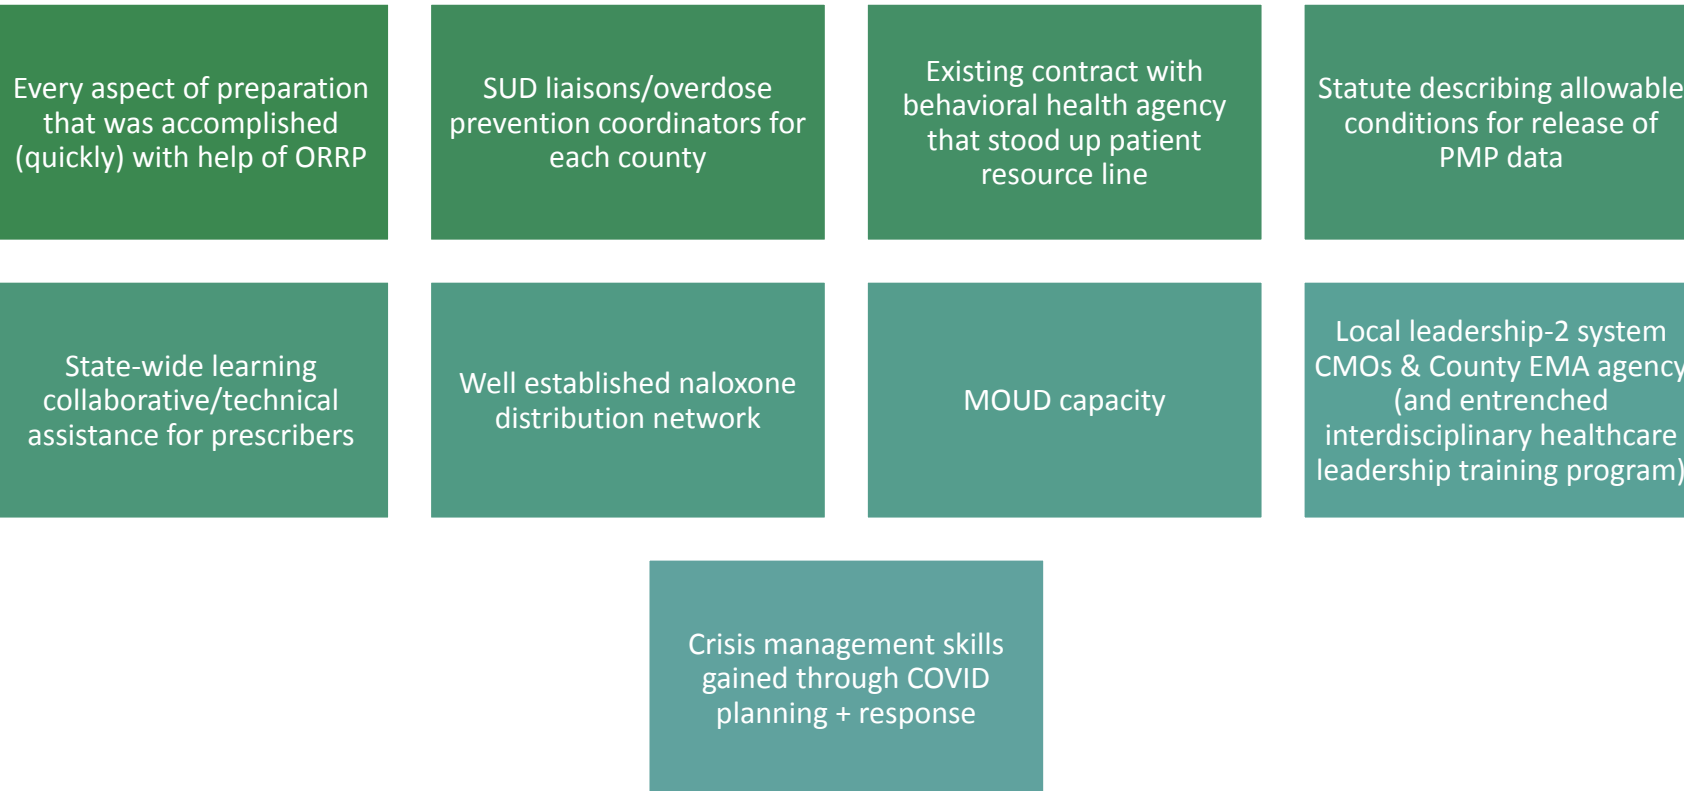 Every aspect of preparation
that was accomplished
(quickly) with help of ORRP
SUD liaisons/overdose
prevention coordinators for
each county
Existing contract with
behavioral health agency
that stood up patient
resource line
Statute describing allowable
conditions for release of
PMP data
State-wide learning
collaborative/technical
assistance for prescribers
Well established naloxone
distribution network
MOUD capacity
Local leadership-2 system
CMOs & County EMA agency
(and entrenched
interdisciplinary healthcare
leadership training program)
Crisis management skills
gained through COVID
planning + response